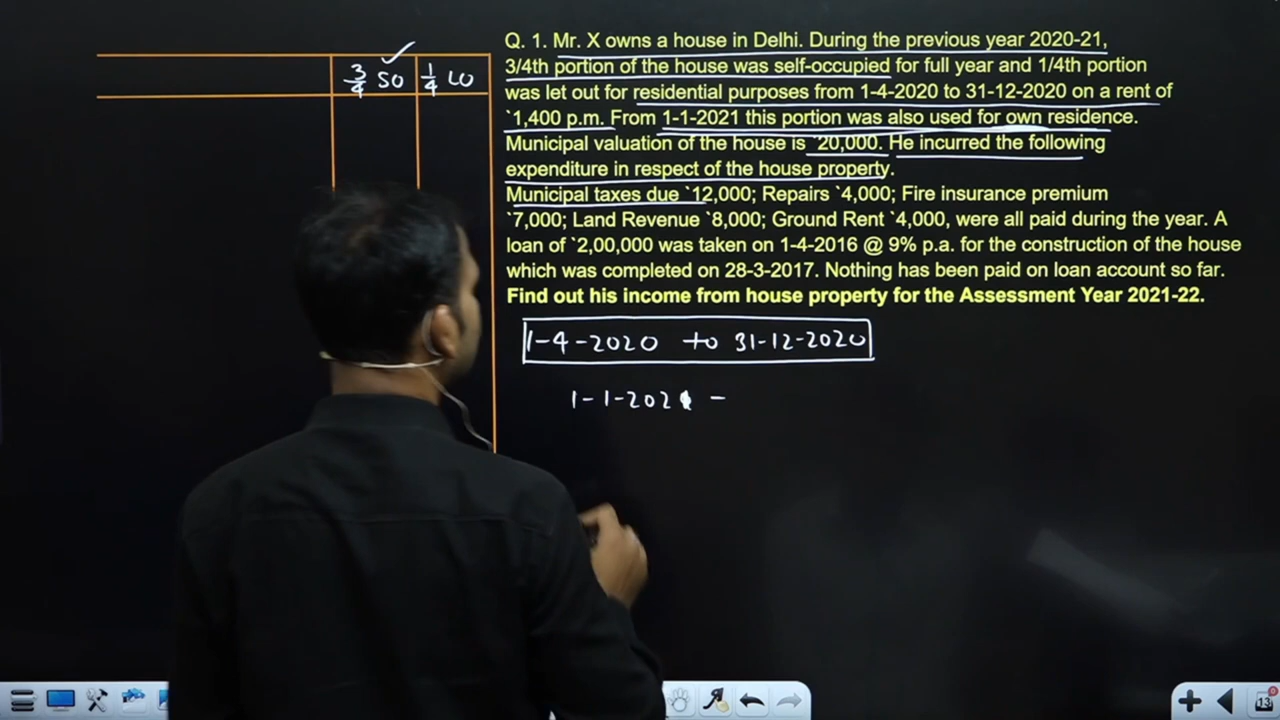 3/4 SO 1/4 LO
Q. 1. Mr. X owns a house in Delhi. During the previous year 2020-21,
3/4th portion of the house was self-occupied for full year and 1/4th portion
was let out for residential purposes from 1-4-2020 to 31-12-2020 on a rent of
`1,400 p.m. From 1-1-2021 this portion was also used for own residence.
Municipal valuation of the house is `20,000. He incurred the following
expenditure in respect of the house property.
Municipal taxes due `12,000; Repairs `4,000; Fire insurance premium
`7,000; Land Revenue `8,000; Ground Rent `4,000, were all paid during the year. A
loan of `2,00,000 was taken on 1-4-2016 @ 9% p.a. for the construction of the house
which was completed on 28-3-2017. Nothing has been paid on loan account so far.
Find out his income from house property for the Assessment Year 2021-22.
1-4-2020 to 31-12-2020
1-1-2021 -
13